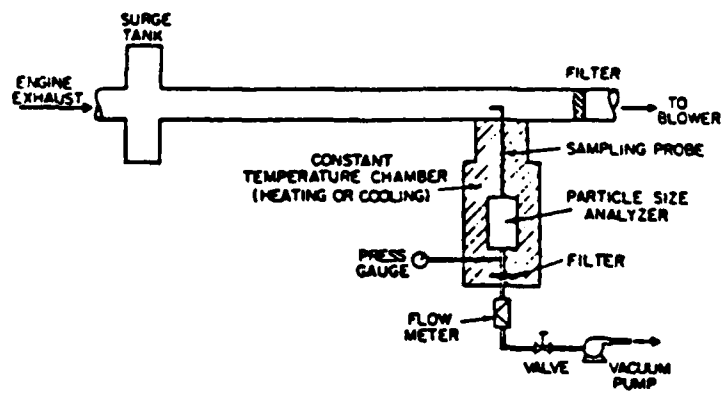 SURGE
TANK
ENGINE
EXHAUST
FILTER
TO
BLOWER
SAMPLING PROBE
CONSTANT
TEMPERATURE CHAMBER
(HEATING OR COOLING)
PARTICLE SIZE
ANALYZER
PRESS
GAUGE
FILTER
FLOW
METER
VALVE
VACUUM
PUMP